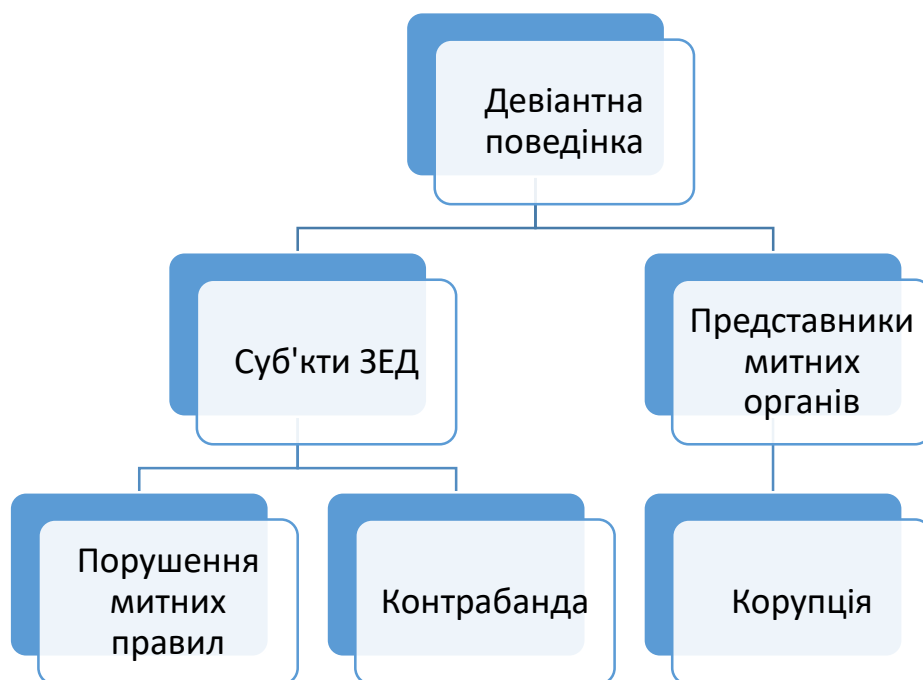 Девіантна
поведінка
Суб'кти ЗЕД
Представники
митних
органів
Порушення
митних
правил
Контрабанда
Корупція